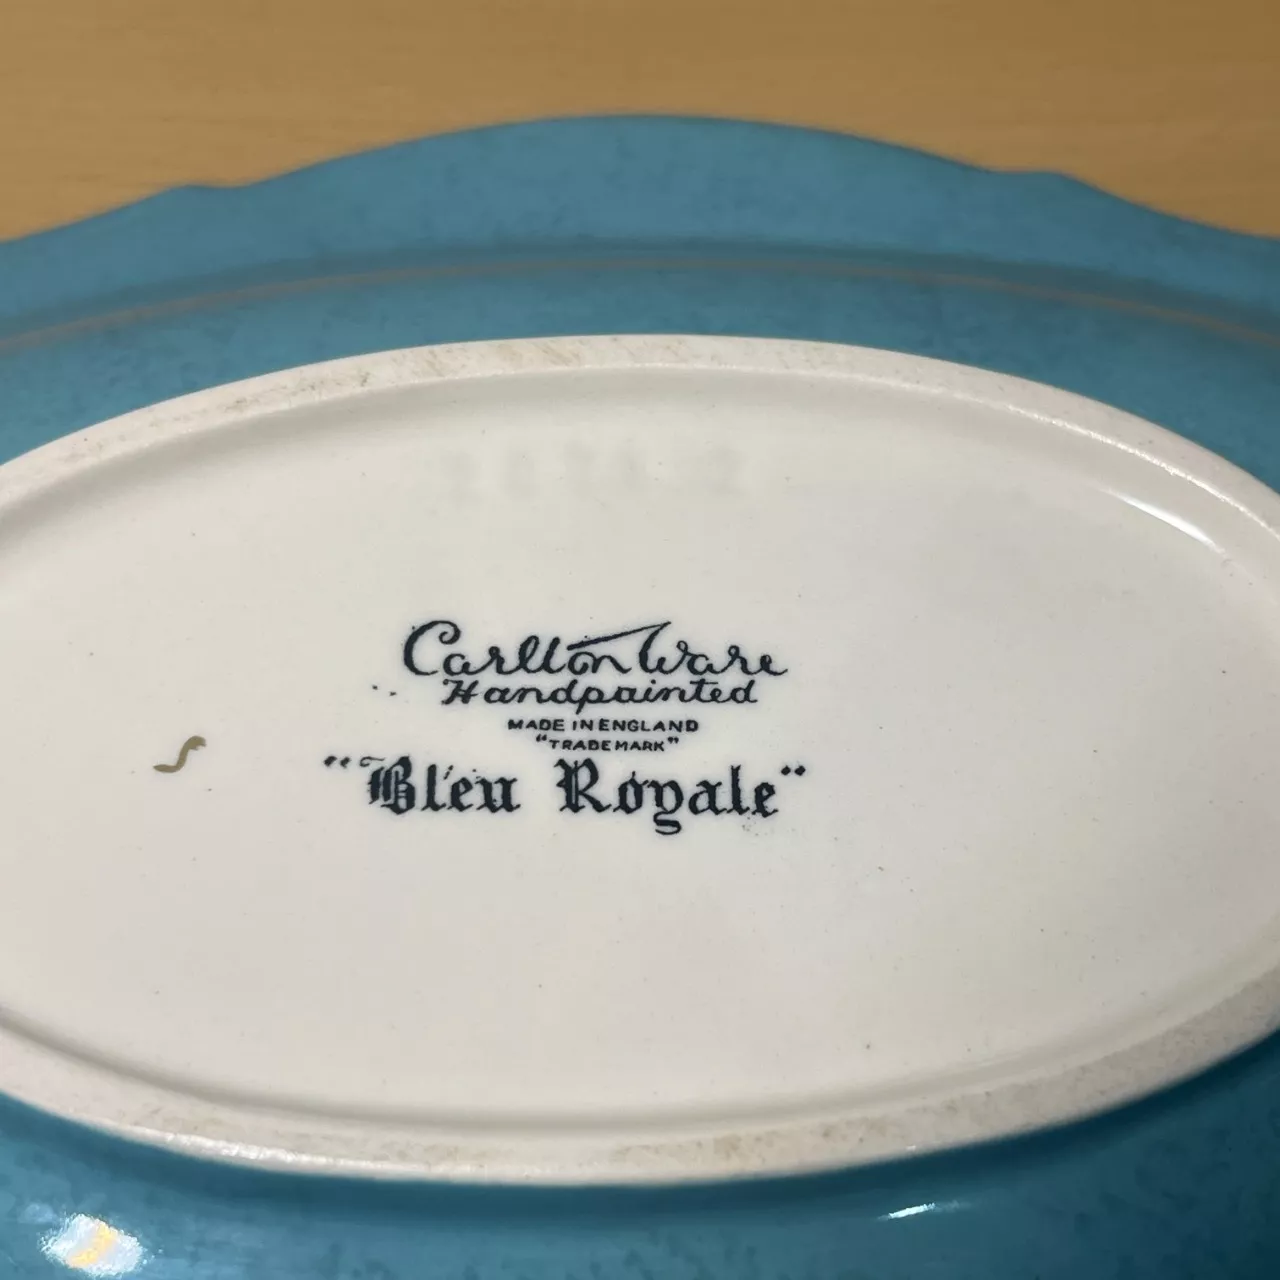 Carlton Ware
Handpainted
MADE IN ENGLAND
"TRADE MARK"
"Bleu Royale"